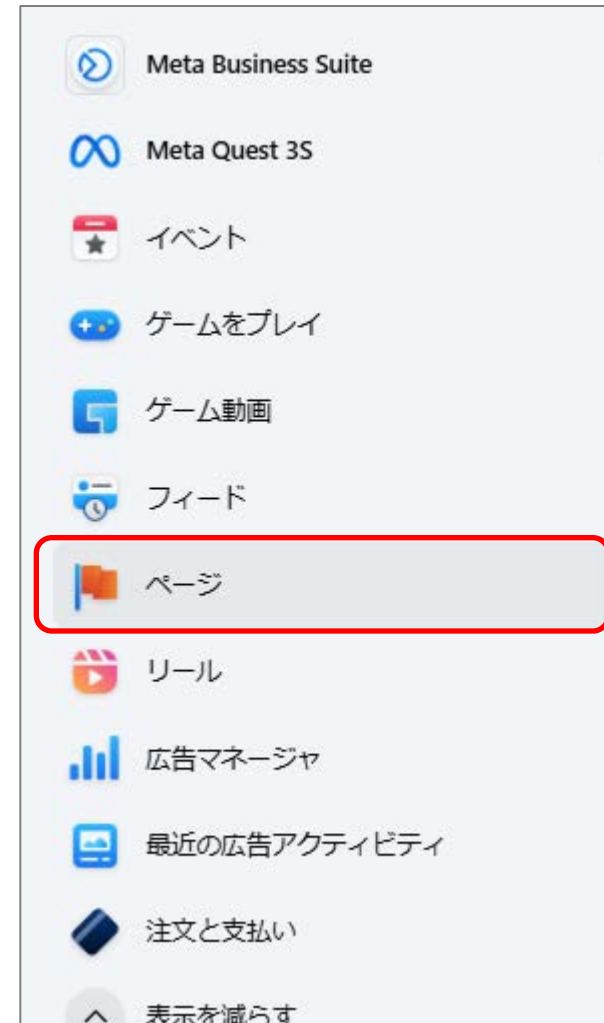 Meta Business Suite
Meta Quest 3S
イベント
ゲームをプレイ
ゲーム動画
フィード
ページ
リール
広告マネージャ
最近の広告アクティビティ
注文と支払い
表示を減らす